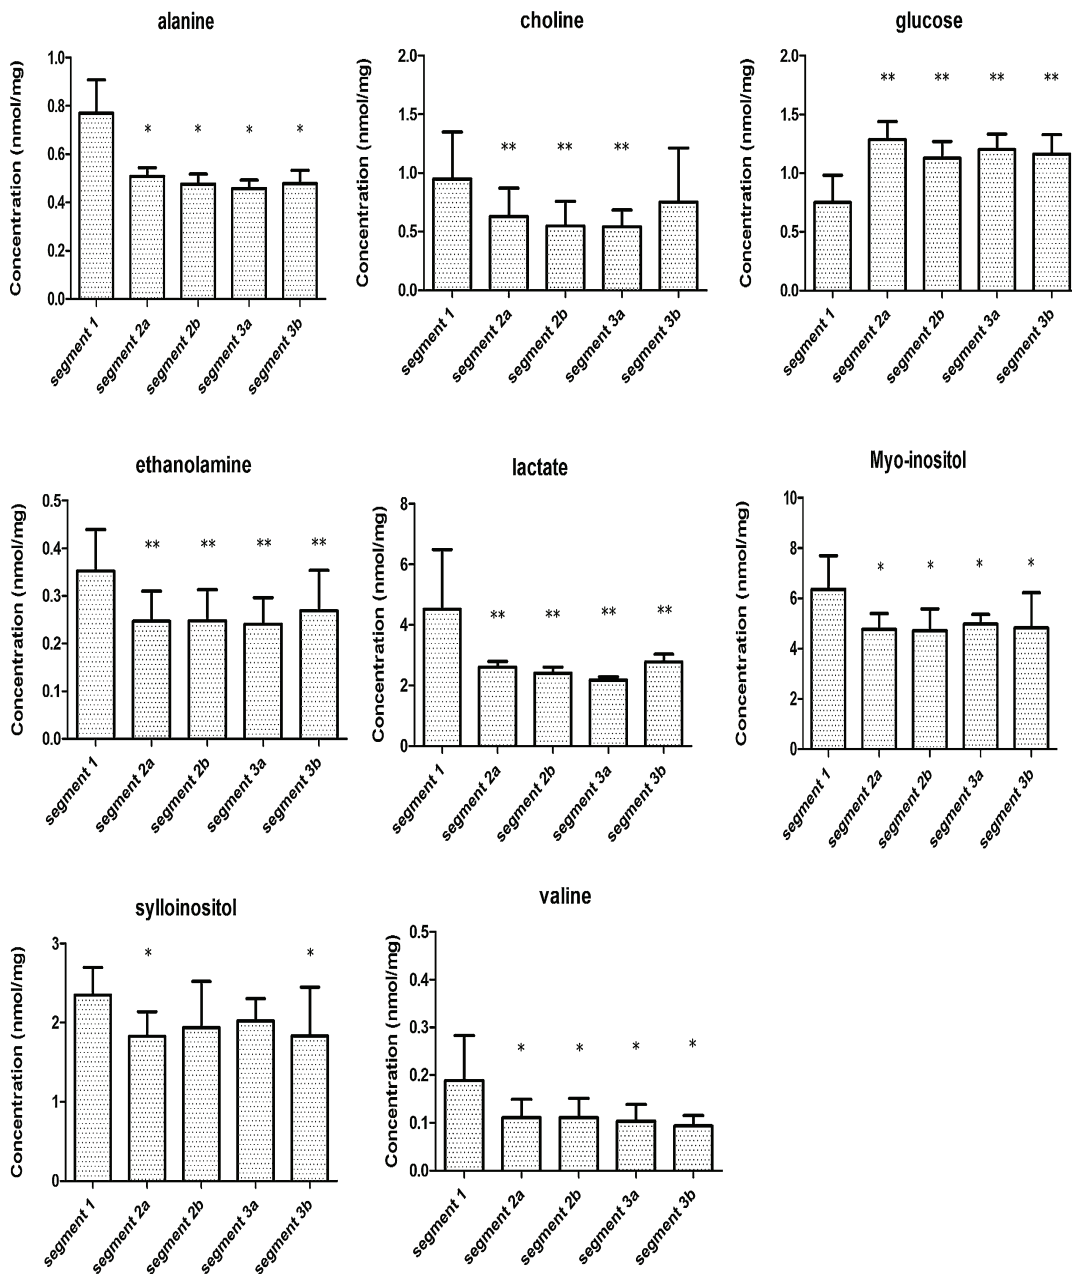 alanine
Concentration (nmol/mg)
1.0
0.8
0.6
0.4
0.2
0.0
* * * *
segment 1
segment 2a
segment 2b
segment 3a
segment 3b
choline
Concentration (nmol/mg)
2.0
1.5
1.0
0.5
0.0
** ** **
segment 1
segment 2a
segment 2b
segment 3a
segment 3b
glucose
Concentration (nmol/mg)
2.0
1.5
1.0
0.5
0.0
** ** ** **
segment 1
segment 2a
segment 2b
segment 3a
segment 3b
ethanolamine
Concentration (nmol/mg)
0.5
0.4
0.3
0.2
0.1
0.0
** ** ** **
segment 1
segment 2a
segment 2b
segment 3a
segment 3b
lactate
Concentration (nmol/mg)
8
6
4
2
0
** ** ** **
segment 1
segment 2a
segment 2b
segment 3a
segment 3b
Myo-inositol
Concentration (nmol/mg)
10
8
6
4
2
0
* * * *
segment 1
segment 2a
segment 2b
segment 3a
segment 3b
sylloinositol
Concentration (nmol/mg)
3
2
1
0
* *
segment 1
segment 2a
segment 2b
segment 3a
segment 3b
valine
Concentration (nmol/mg)
0.5
0.4
0.3
0.2
0.1
0.0
* * * *
segment 1
segment 2a
segment 2b
segment 3a
segment 3b